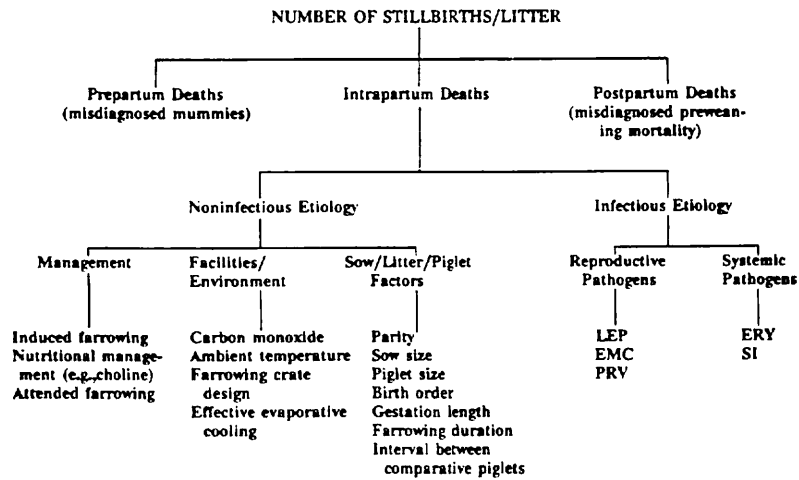 NUMBER OF STILLBIRTHS/LITTER
Prepartum Deaths
(misdiagnosed mummies)
Intrapartum Deaths
Postpartum Deaths
(misdiagnosed prewean-
ing mortality)
Noninfectious Etiology
Infectious Etiology
Management
Facilities/
Environment
Sow/Litter/Piglet
Factors
Reproductive
Pathogens
Systemic
Pathogens
Induced farrowing
Nutritional manage-
ment (e.g.,choline)
Attended farrowing
Carbon monoxide
Ambient temperature
Farrowing crate
design
Effective evaporative
cooling
Parity
Sow size
Piglet size
Birth order
Gestation length
Farrowing duration
Interval between
comparative piglets
LEP
EMC
PRV
ERY
SI